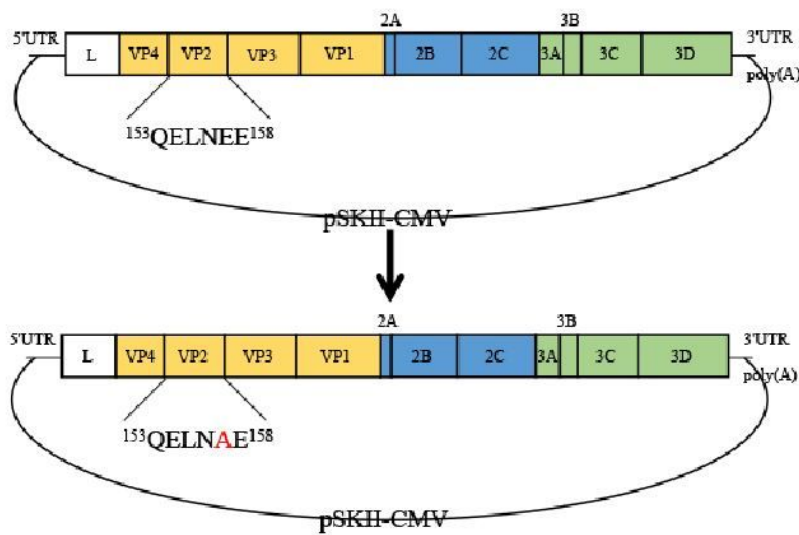 2A 3B
5'UTR L VP4 VP2 VP3 VP1 2B 2C 3A 3C 3D 3'UTR
poly(A)
¹⁵³QELNEE¹⁵⁸
pSKII-CMV
2A 3B
5'UTR L VP4 VP2 VP3 VP1 2B 2C 3A 3C 3D 3'UTR
poly(A)
¹⁵³QELNAE¹⁵⁸
pSKII-CMV